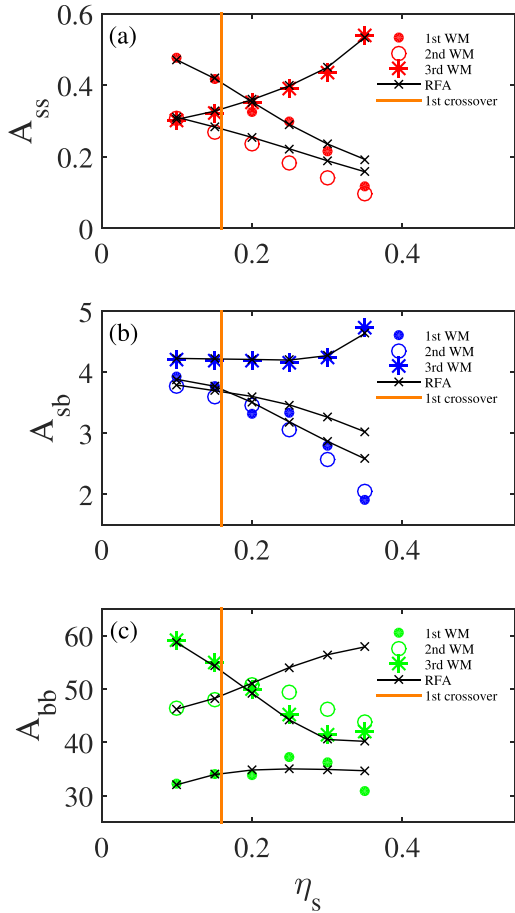 (a)
A_ss
0.6
0.4
0.2
0
0
0.2
0.4
1st WM
2nd WM
3rd WM
RFA
1st crossover
(b)
A_sb
5
4
3
2
0
0.2
0.4
1st WM
2nd WM
3rd WM
RFA
1st crossover
(c)
A_bb
60
50
40
30
0
0.2
0.4
1st WM
2nd WM
3rd WM
RFA
1st crossover
η_s